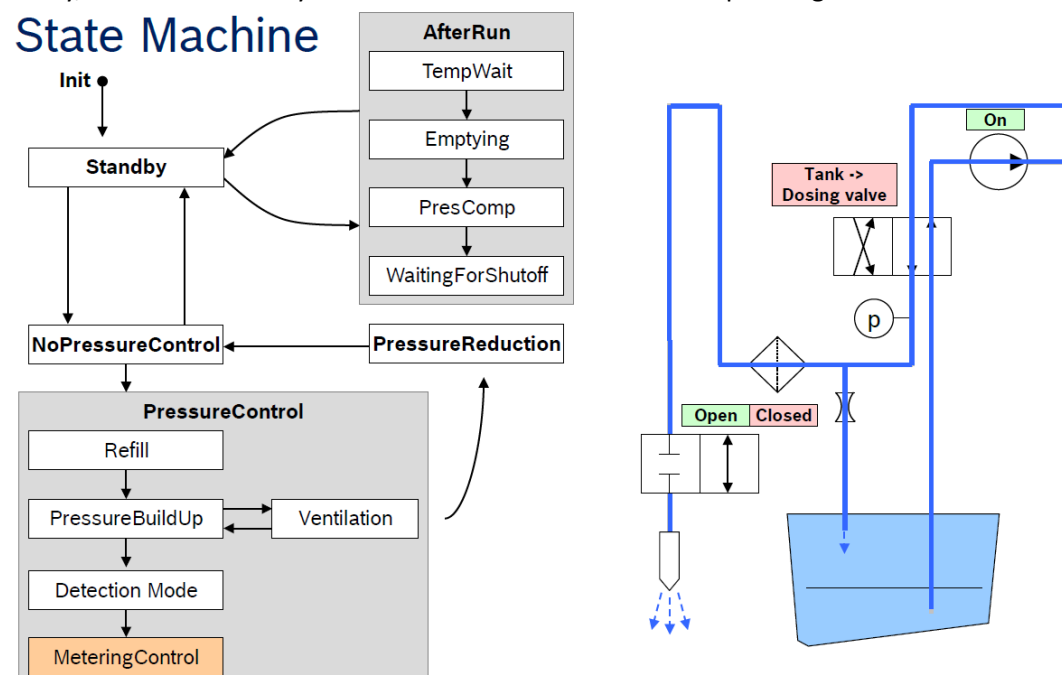 State Machine
Init
Standby
NoPressureControl
PressureReduction
AfterRun
TempWait
Emptying
PresComp
WaitingForShutoff
PressureControl
Refill
PressureBuildUp
Ventilation
Detection Mode
MeteringControl
On
Tank ->
Dosing valve
p
Open
Closed